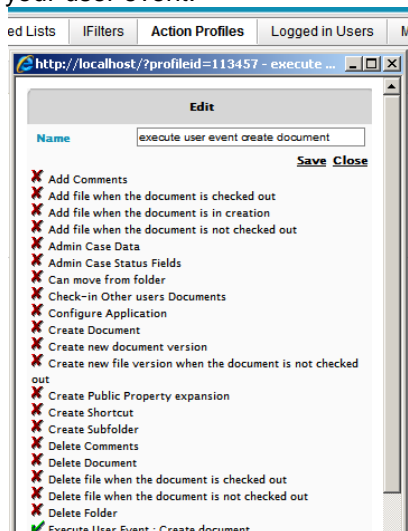 your user event.
ed Lists IFilters Action Profiles Logged in Users M
http://localhost/?profileid=113457 - execute ...
Edit
Name execute user event create document
Save Close
Add Comments
Add file when the document is checked out
Add file when the document is in creation
Add file when the document is not checked out
Admin Case Data
Admin Case Status Fields
Can move from folder
Check-in Other users Documents
Configure Application
Create Document
Create new document version
Create new file version when the document is not checked
out
Create Public Property expansion
Create Shortcut
Create Subfolder
Delete Comments
Delete Document
Delete file when the document is checked out
Delete file when the document is not checked out
Delete Folder
Execute User Event : Create document